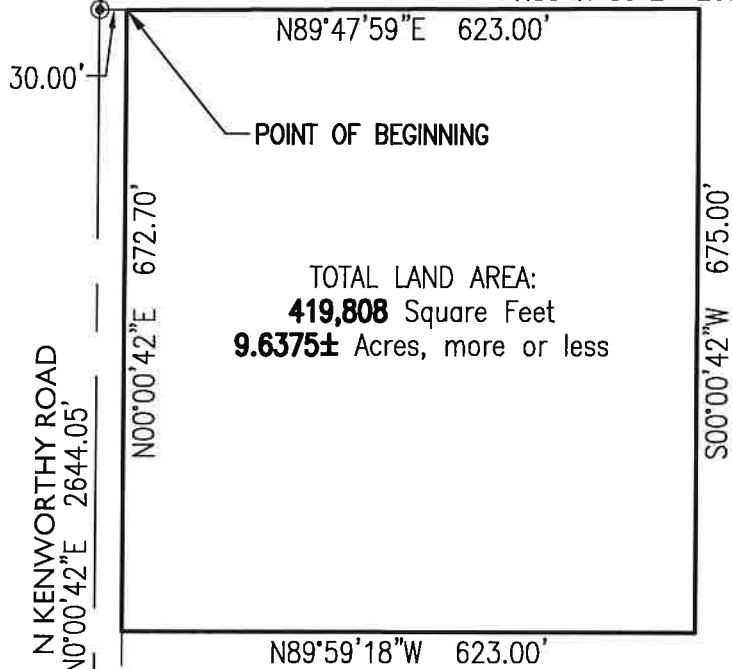 N89°47'59"E 623.00'
30.00'
POINT OF BEGINNING
N00°00'42"E 672.70'
S00°00'42"W 675.00'
TOTAL LAND AREA:
419,808 Square Feet
9.6375± Acres, more or less
N KENWORTHY ROAD
N0°00'42"E 2644.05'
N89°59'18"W 623.00'